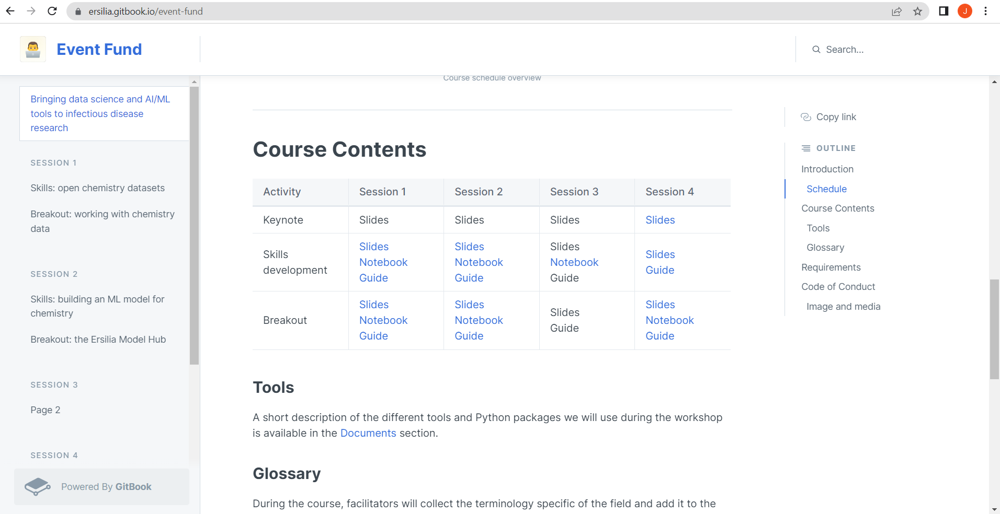 ersilia.gitbook.io/event-fund
J
Event Fund
Search...
Bringing data science and AI/ML
tools to infectious disease
research
SESSION 1
Skills: open chemistry datasets
Breakout: working with chemistry
data
SESSION 2
Skills: building an ML model for
chemistry
Breakout: the Ersilia Model Hub
SESSION 3
Page 2
SESSION 4
Powered By GitBook
Course schedule overview
Course Contents
Activity Session 1 Session 2 Session 3 Session 4
Keynote Slides Slides Slides Slides
Skills
development
Slides
Notebook
Guide
Slides
Notebook
Guide
Slides
Notebook
Guide
Slides
Guide
Breakout
Slides
Notebook
Guide
Slides
Notebook
Guide
Slides
Guide
Slides
Notebook
Guide
Tools
A short description of the different tools and Python packages we will use during the workshop
is available in the Documents section.
Glossary
During the course, facilitators will collect the terminology specific of the field and add it to the
Copy link
OUTLINE
Introduction
Schedule
Course Contents
Tools
Glossary
Requirements
Code of Conduct
Image and media